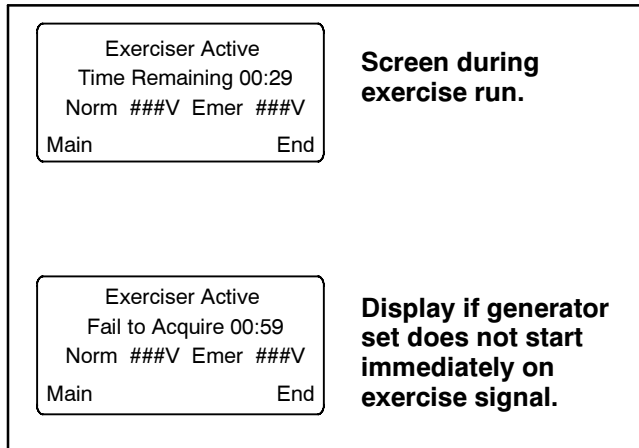 Exerciser Active
Time Remaining 00:29
Norm ###V Emer ###V
Main End
Screen during
exercise run.
Exerciser Active
Fail to Acquire 00:59
Norm ###V Emer ###V
Main End
Display if generator
set does not start
immediately on
exercise signal.